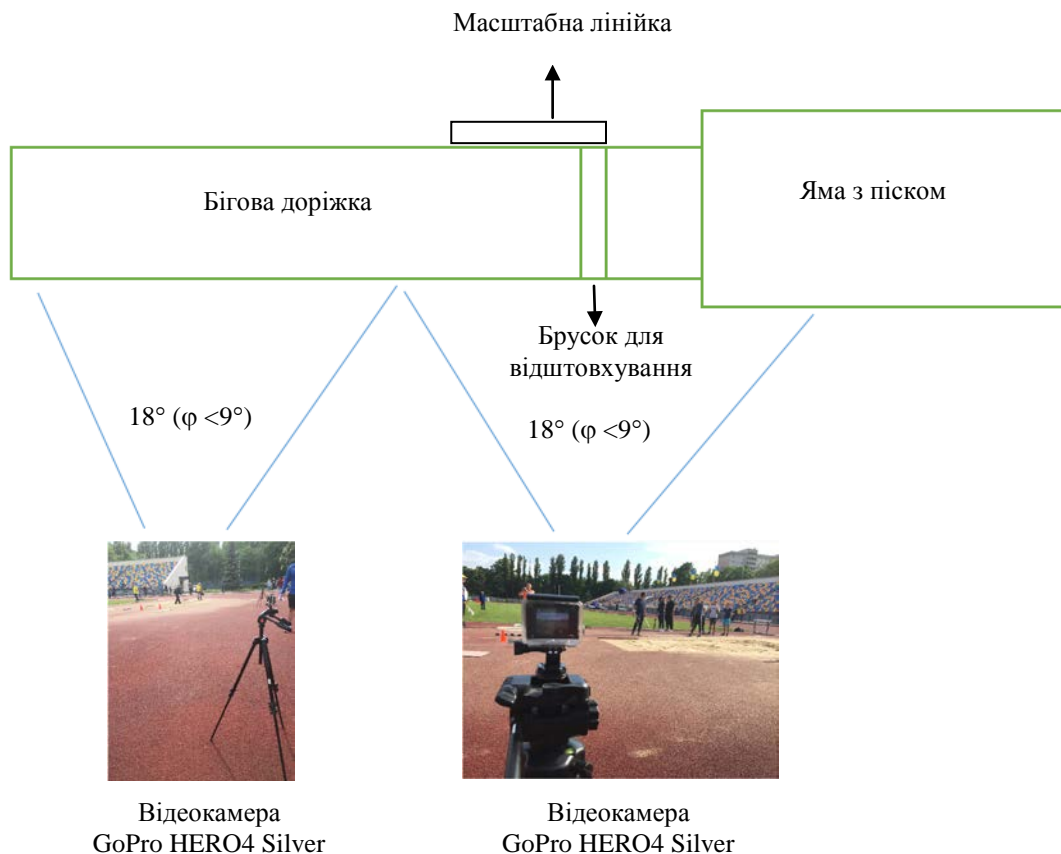 Масштабна лінійка
Бігова доріжка
Яма з піском
Брусок для
відштовхування
18° (φ <9°)
18° (φ <9°)
Відеокамера
GoPro HERO4 Silver
Відеокамера
GoPro HERO4 Silver